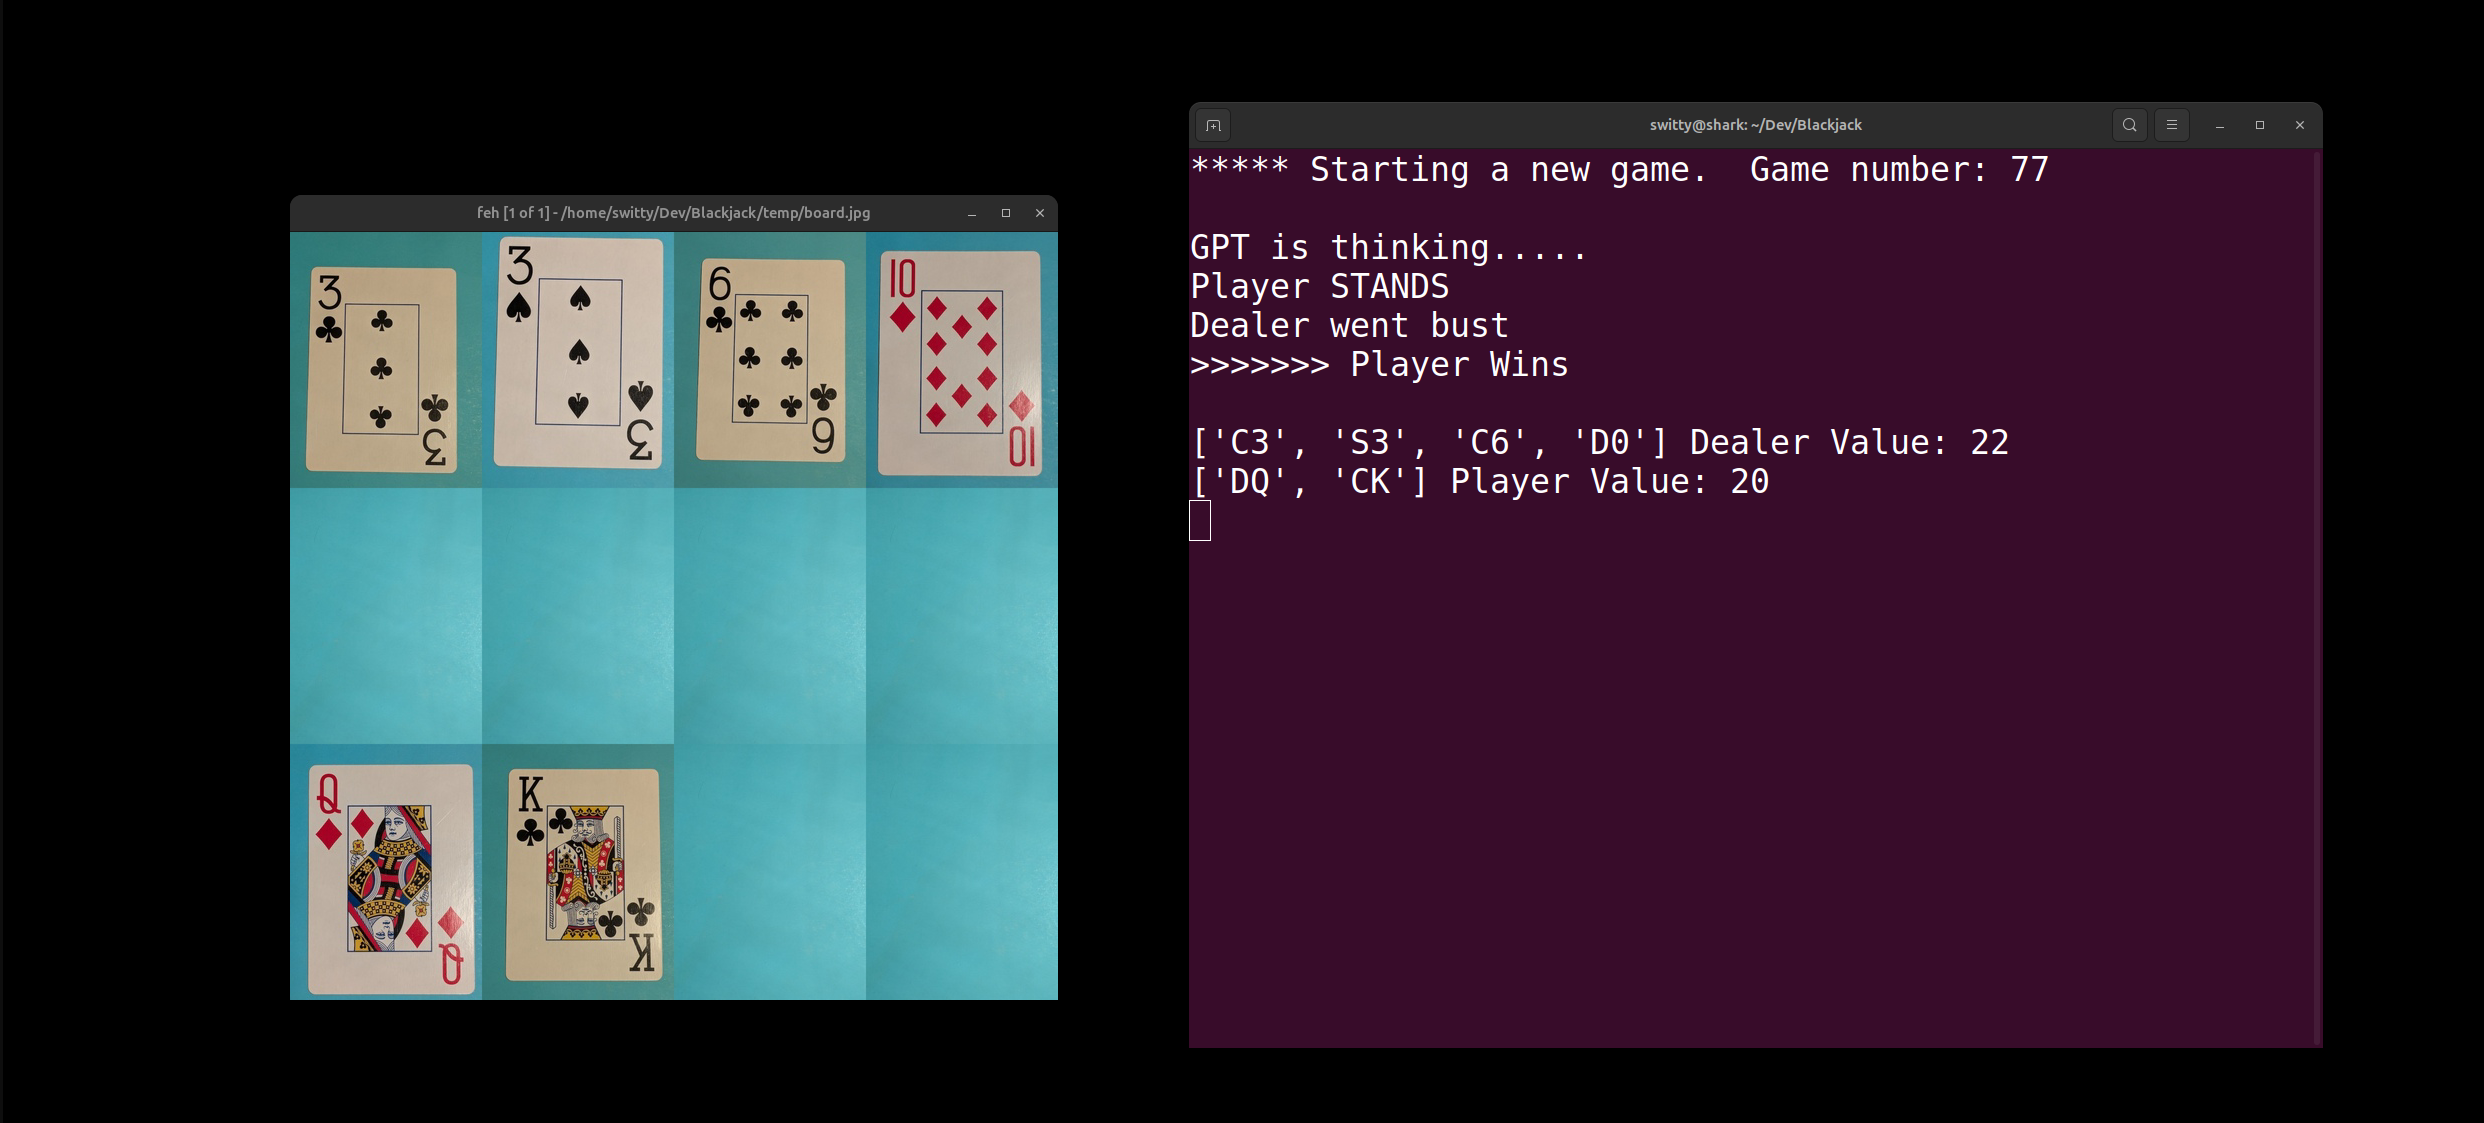 feh [1 of 1] - /home/switty/Dev/Blackjack/temp/board.jpg
3
3
3
3
6
6
10
10
Q
Q
K
K
switty@shark: ~/Dev/Blackjack
***** Starting a new game.  Game number: 77
GPT is thinking.....
Player STANDS
Dealer went bust
>>>>>>> Player Wins
['C3', 'S3', 'C6', 'D0'] Dealer Value: 22
['DQ', 'CK'] Player Value: 20